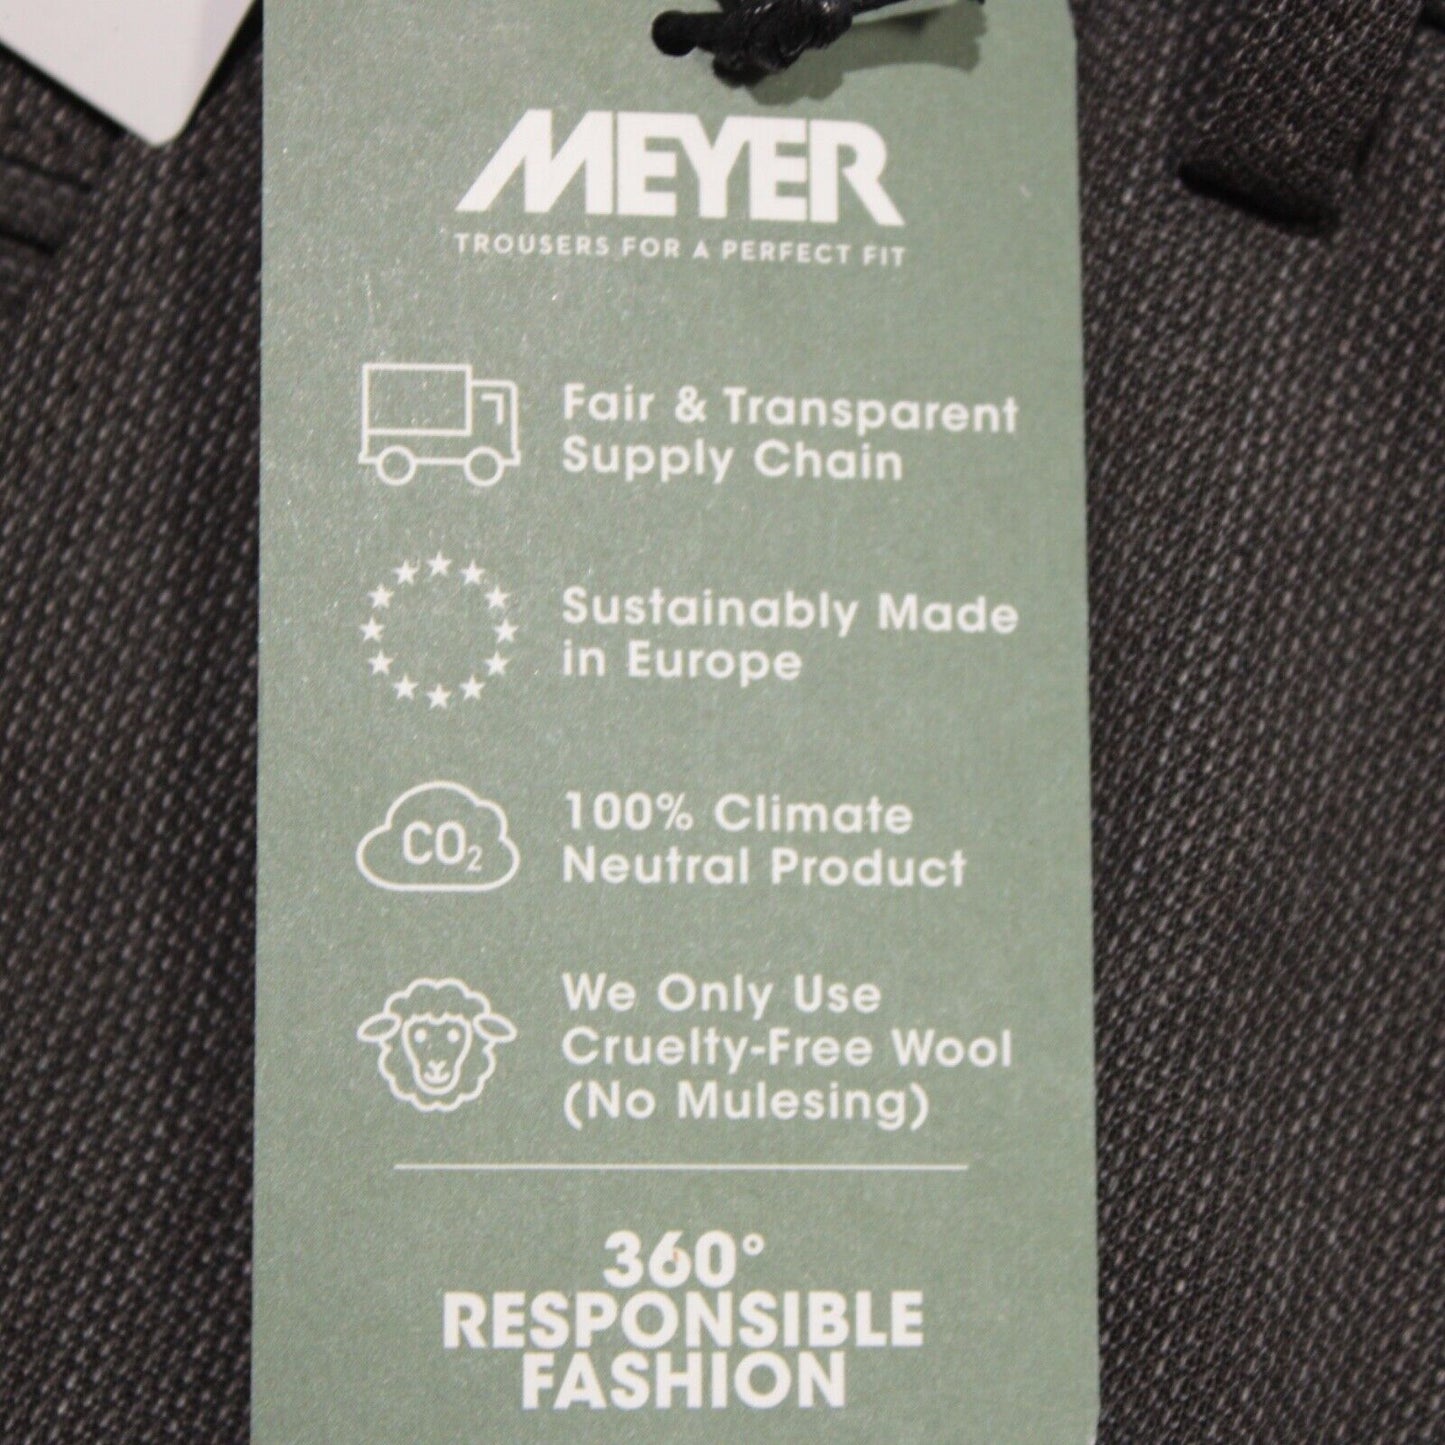 MEYER
TROUSERS FOR A PERFECT FIT
Fair & Transparent
Supply Chain
Sustainably Made
in Europe
CO₂
100% Climate
Neutral Product
We Only Use
Cruelty-Free Wool
(No Mulesing)
360°
RESPONSIBLE
FASHION